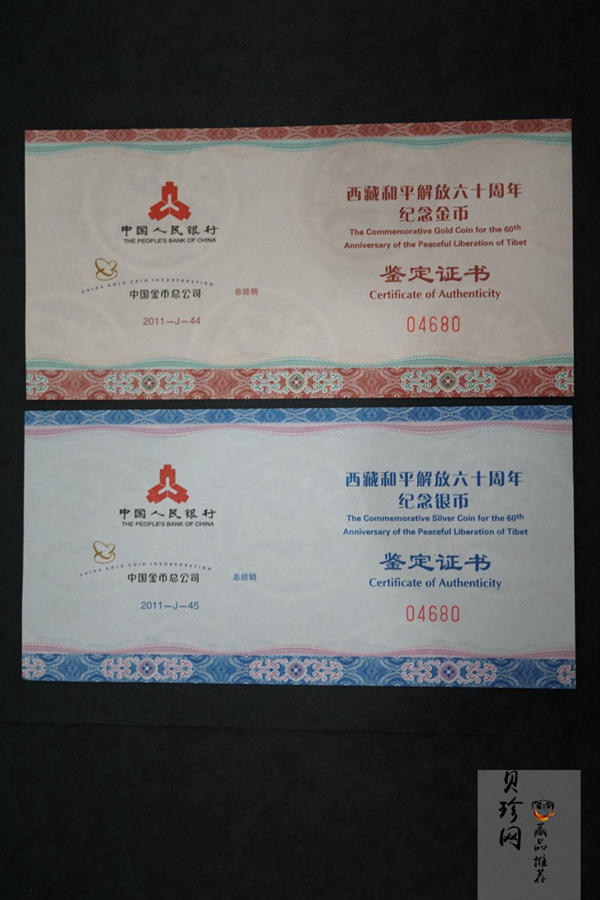 中国人民银行
THE PEOPLE'S BANK OF CHINA
CHINA GOLD COIN INCORPORATION
中国金币总公司 总经销
2011-J-44
西藏和平解放六十周年
纪念金币
The Commemorative Gold Coin for the 60th
Anniversary of the Peaceful Liberation of Tibet
鉴定证书
Certificate of Authenticity
04680
中国人民银行
THE PEOPLE'S BANK OF CHINA
CHINA GOLD COIN INCORPORATION
中国金币总公司 总经销
2011-J-45
西藏和平解放六十周年
纪念银币
The Commemorative Silver Coin for the 60th
Anniversary of the Peaceful Liberation of Tibet
鉴定证书
Certificate of Authenticity
04680
贝珍网
藏品推荐